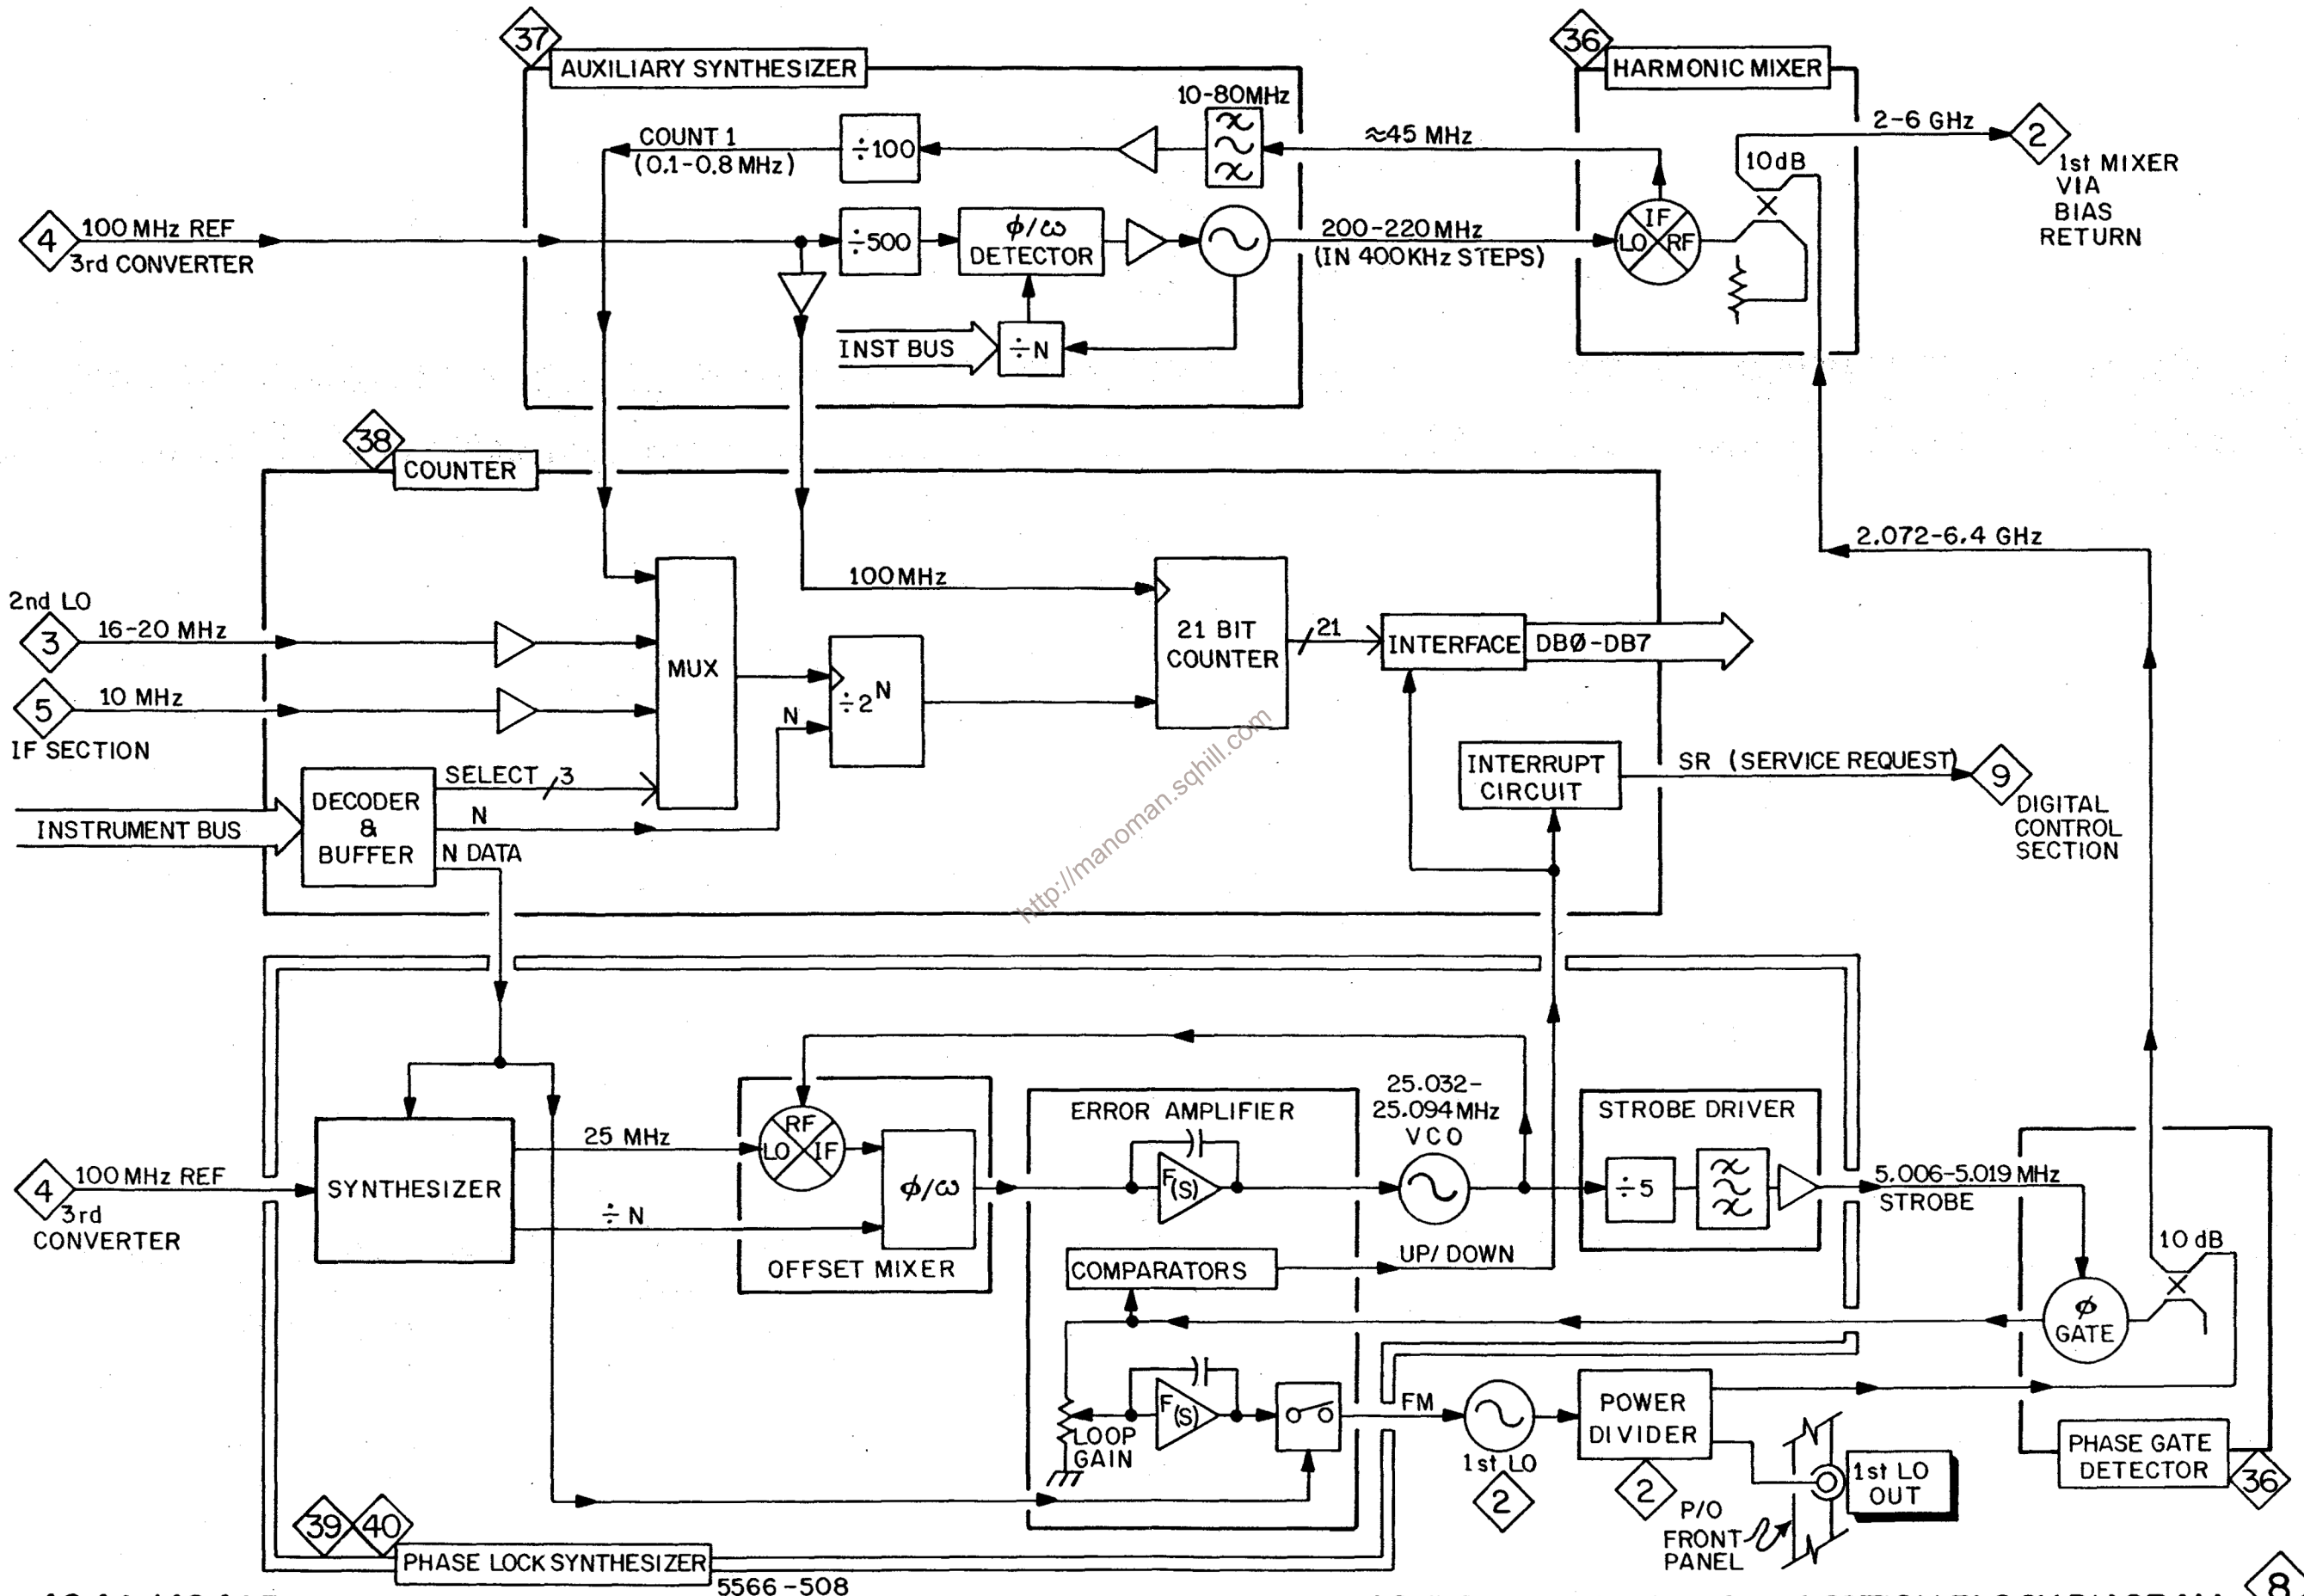 37
AUXILIARY SYNTHESIZER
36
HARMONIC MIXER
10-80MHz
COUNT 1
(0.1-0.8 MHz)
÷100
≈45 MHz
2-6 GHz
2
1st MIXER
VIA
BIAS
RETURN
10dB
4
100 MHz REF
3rd CONVERTER
÷500
φ/ω
DETECTOR
200-220MHz
(IN 400KHz STEPS)
IF
LO
RF
INST BUS
÷N
38
COUNTER
2.072-6.4 GHz
100MHz
2nd LO
3
16-20 MHz
5
10 MHz
IF SECTION
MUX
N
÷2^N
21 BIT
COUNTER
21
INTERFACE
DBØ-DB7
INTERRUPT
CIRCUIT
SR (SERVICE REQUEST)
9
DIGITAL
CONTROL
SECTION
INSTRUMENT BUS
DECODER
&
BUFFER
SELECT
3
N
N DATA
http://manoman.sqhill.com
4
100MHz REF
3rd
CONVERTER
SYNTHESIZER
25 MHz
÷ N
RF
LO
IF
φ/ω
OFFSET MIXER
ERROR AMPLIFIER
F(S)
25.032-
25.094MHz
VCO
STROBE DRIVER
÷5
5.006-5.019 MHz
STROBE
COMPARATORS
UP/DOWN
10 dB
φ
GATE
LOOP
GAIN
F(S)
FM
1st LO
2
POWER
DIVIDER
2
P/O
FRONT
PANEL
1st LO
OUT
PHASE GATE
DETECTOR
36
39
40
PHASE LOCK SYNTHESIZER
5566-508
8